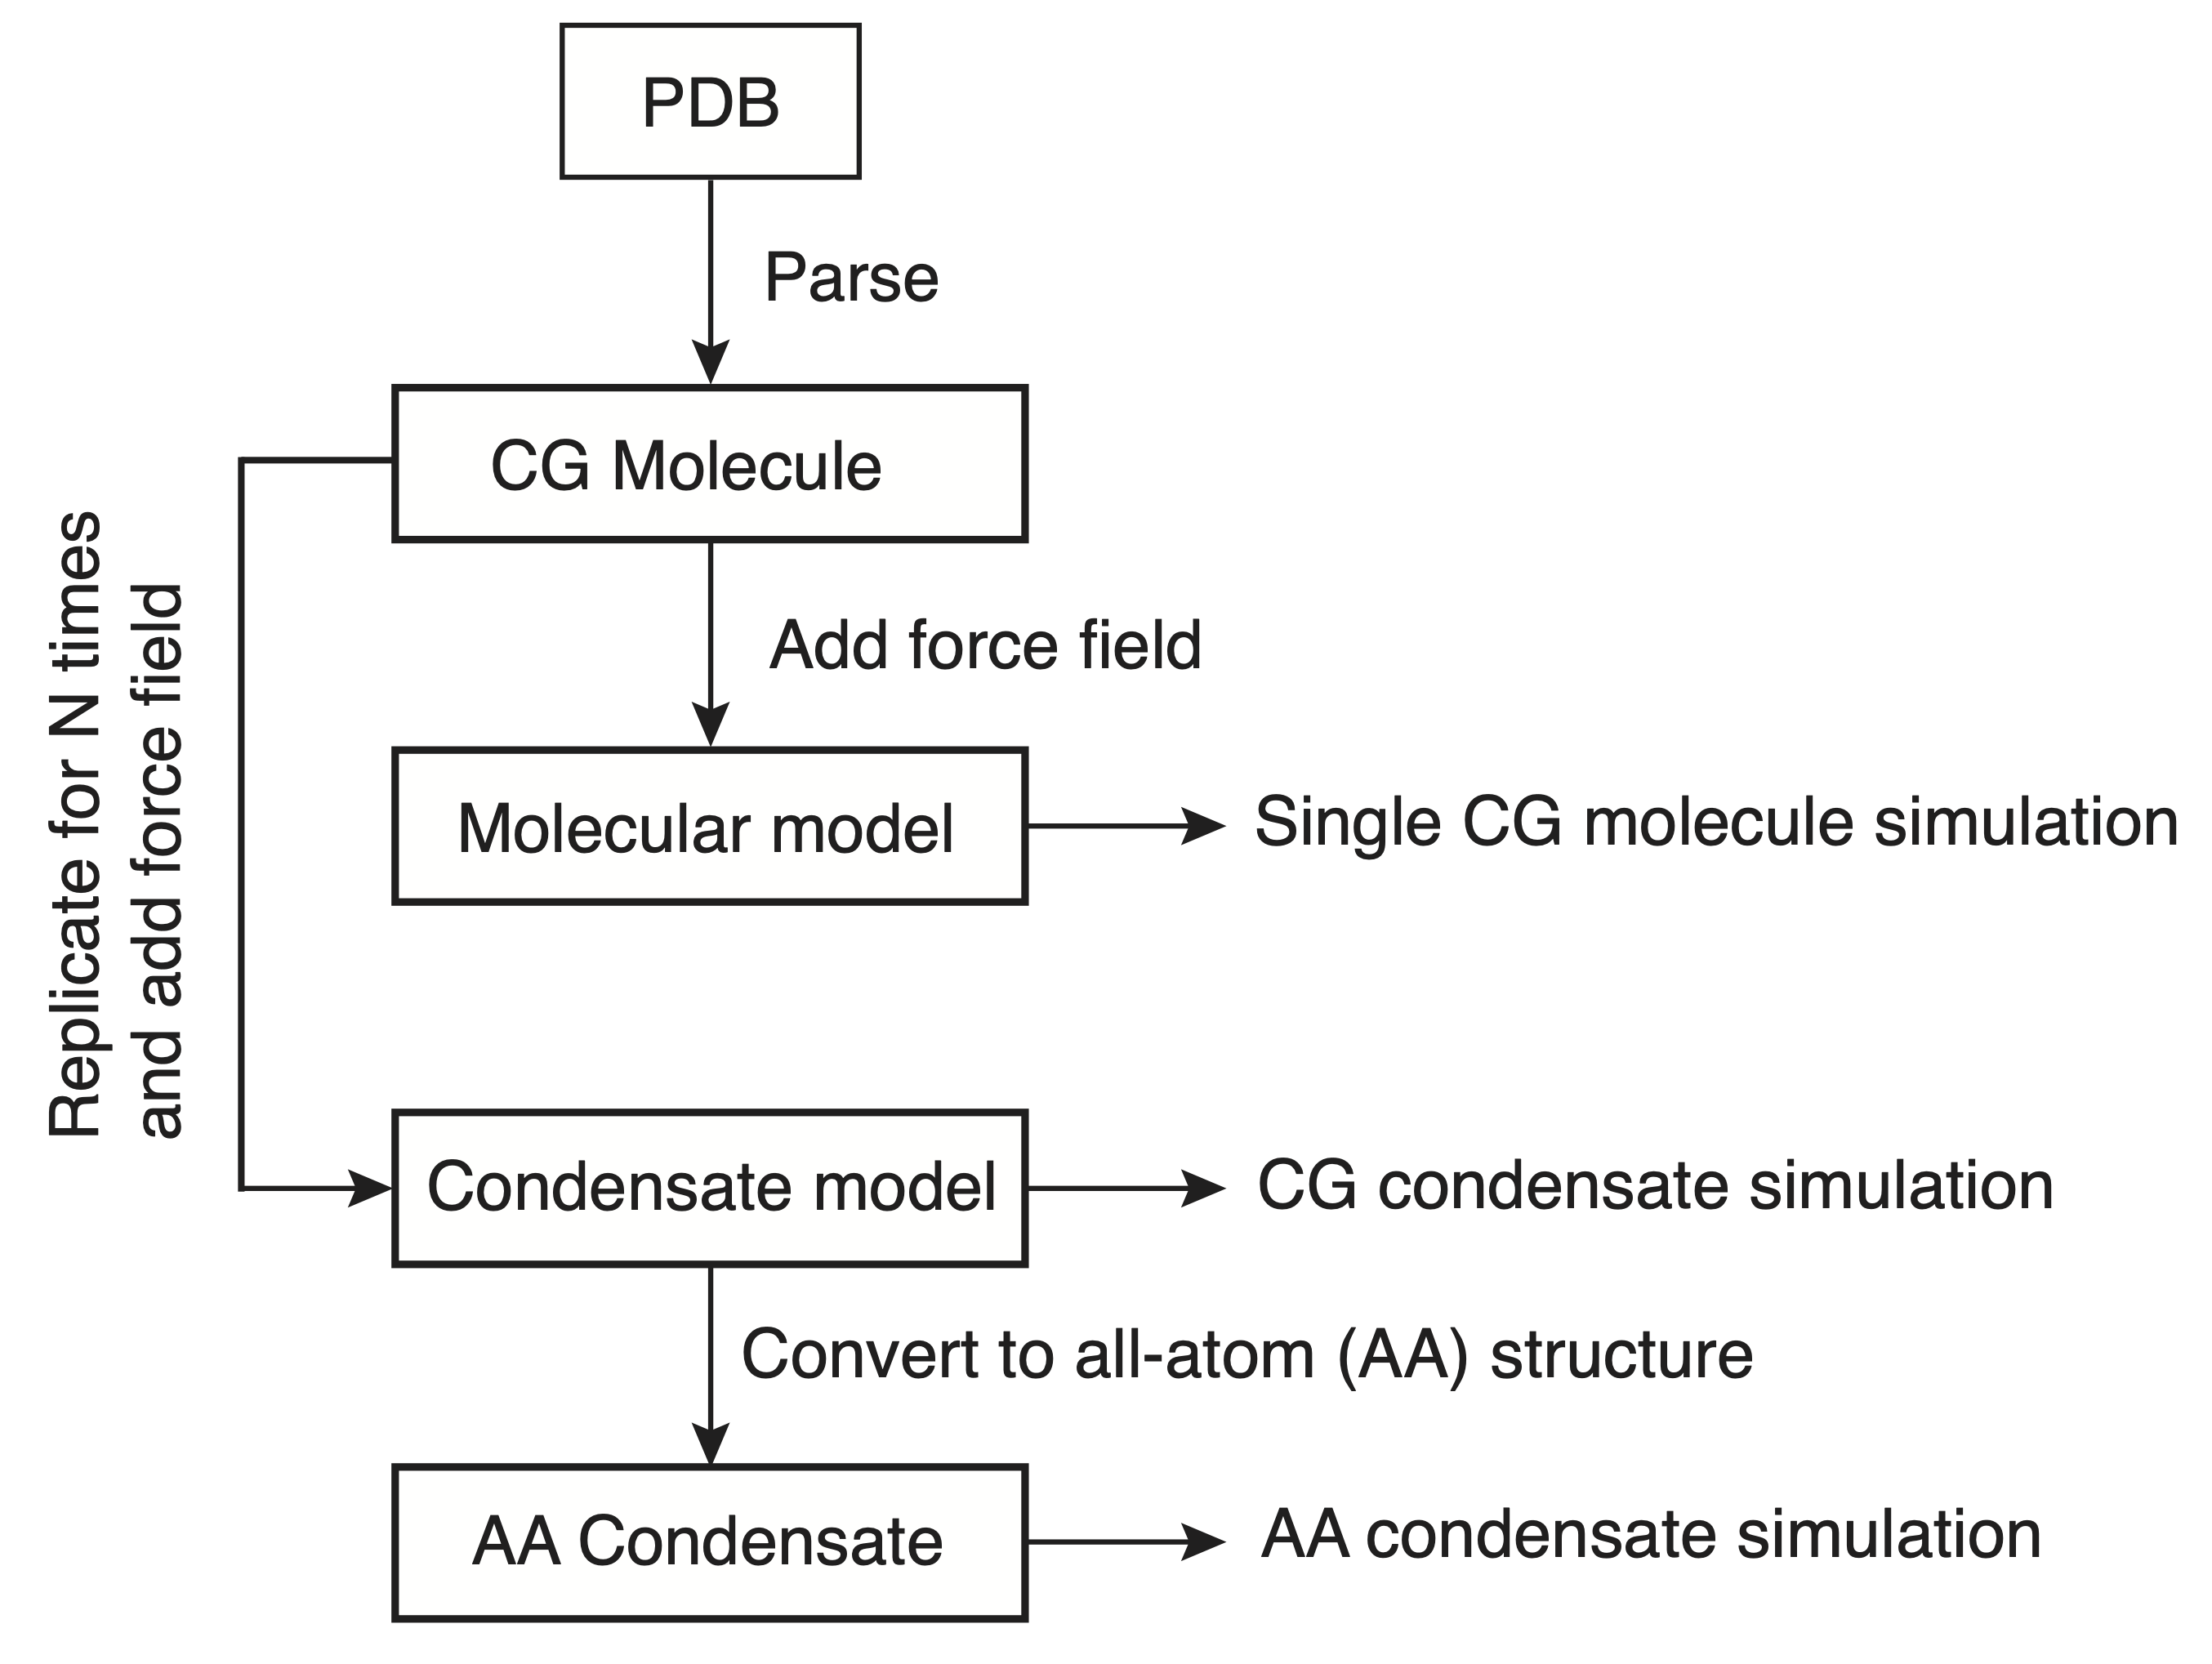 PDB
Parse
CG Molecule
Replicate for N times
and add force field
Add force field
Molecular model
Single CG molecule simulation
Condensate model
CG condensate simulation
Convert to all-atom (AA) structure
AA Condensate
AA condensate simulation